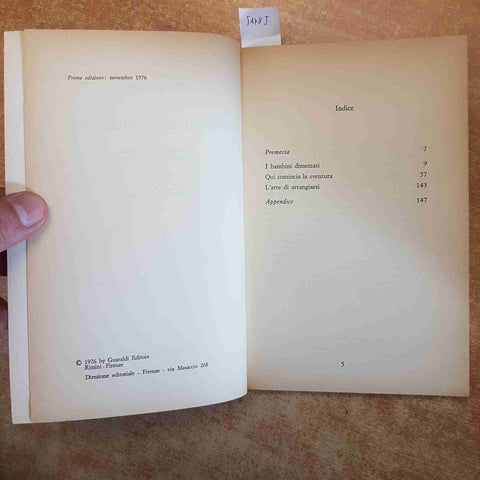 Prima edizione: novembre 1976
© 1976 by Guaraldi Editore
Rimini - Firenze
Direzione editoriale - Firenze - via Masaccio 268
Indice
Premessa 7
I bambini dimezzati 9
Qui comincia la sventura 57
L'arte di arrangiarsi 143
Appendice 147
5